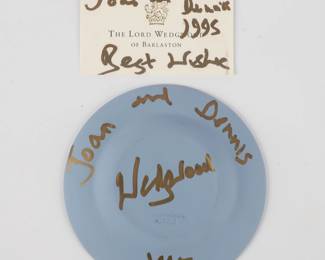 Joan Dennis
1995
THE LORD WEDGWOOD
OF BARLASTON
Best Wishes
Joan and Dennis
Wedgwood